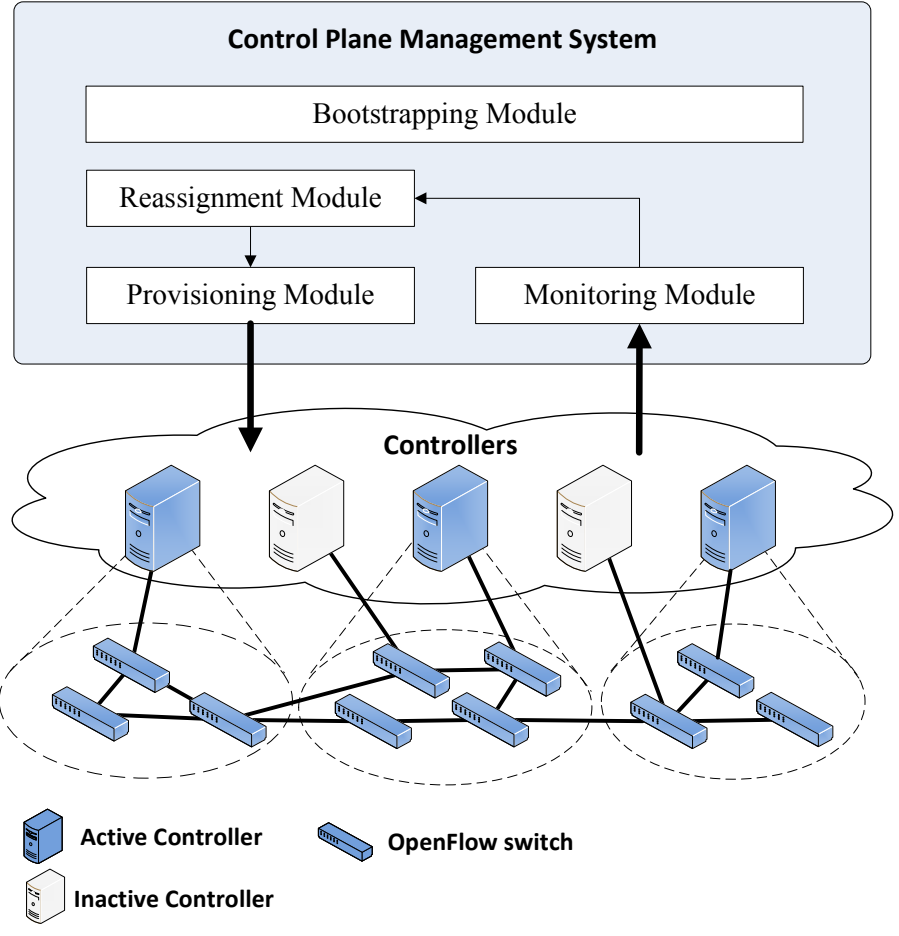 Control Plane Management System
Bootstrapping Module
Reassignment Module
Provisioning Module
Monitoring Module
Controllers
Active Controller
OpenFlow switch
Inactive Controller